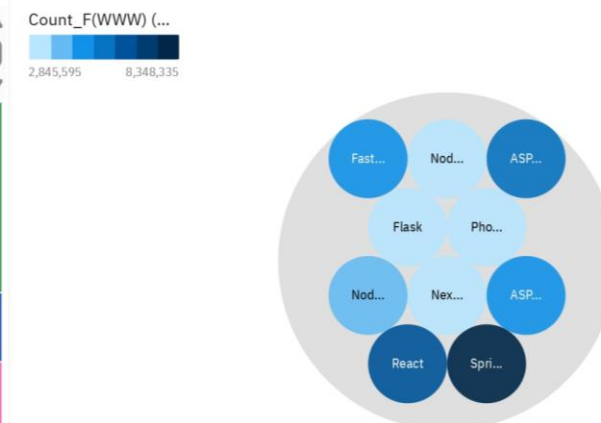 Count_F(WWW) (...
2,845,595 8,348,335
Fast... Nod... ASP...
Flask Pho...
Nod... Nex... ASP...
React Spri...